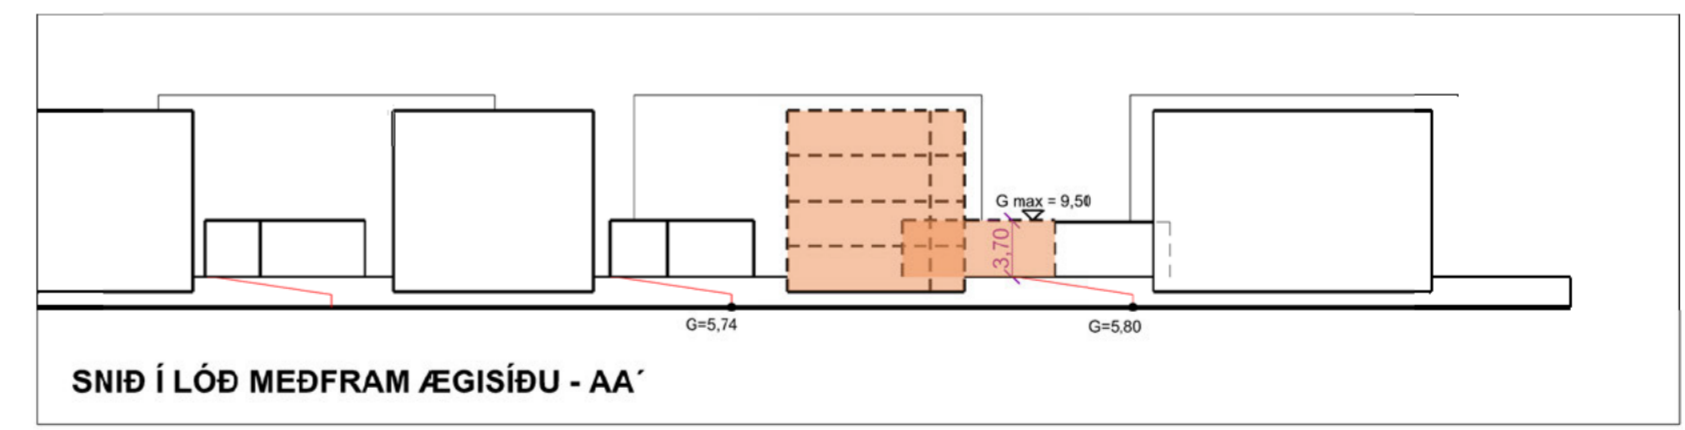 G max = 9,50
3,70
G=5,74
G=5,80
SNIÐ Í LÓÐ MEÐFRAM ÆGISÍÐU - AA´